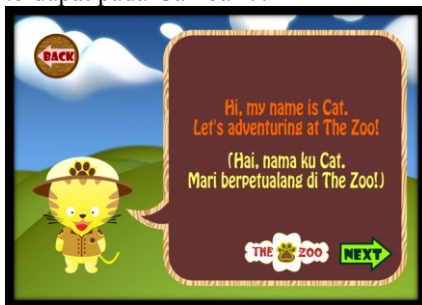 BACK
Hi, my name is Cat.
Let's adventuring at The Zoo!
(Hai, nama ku Cat.
Mari berpetualang di The Zoo!)
THE ZOO
NEXT